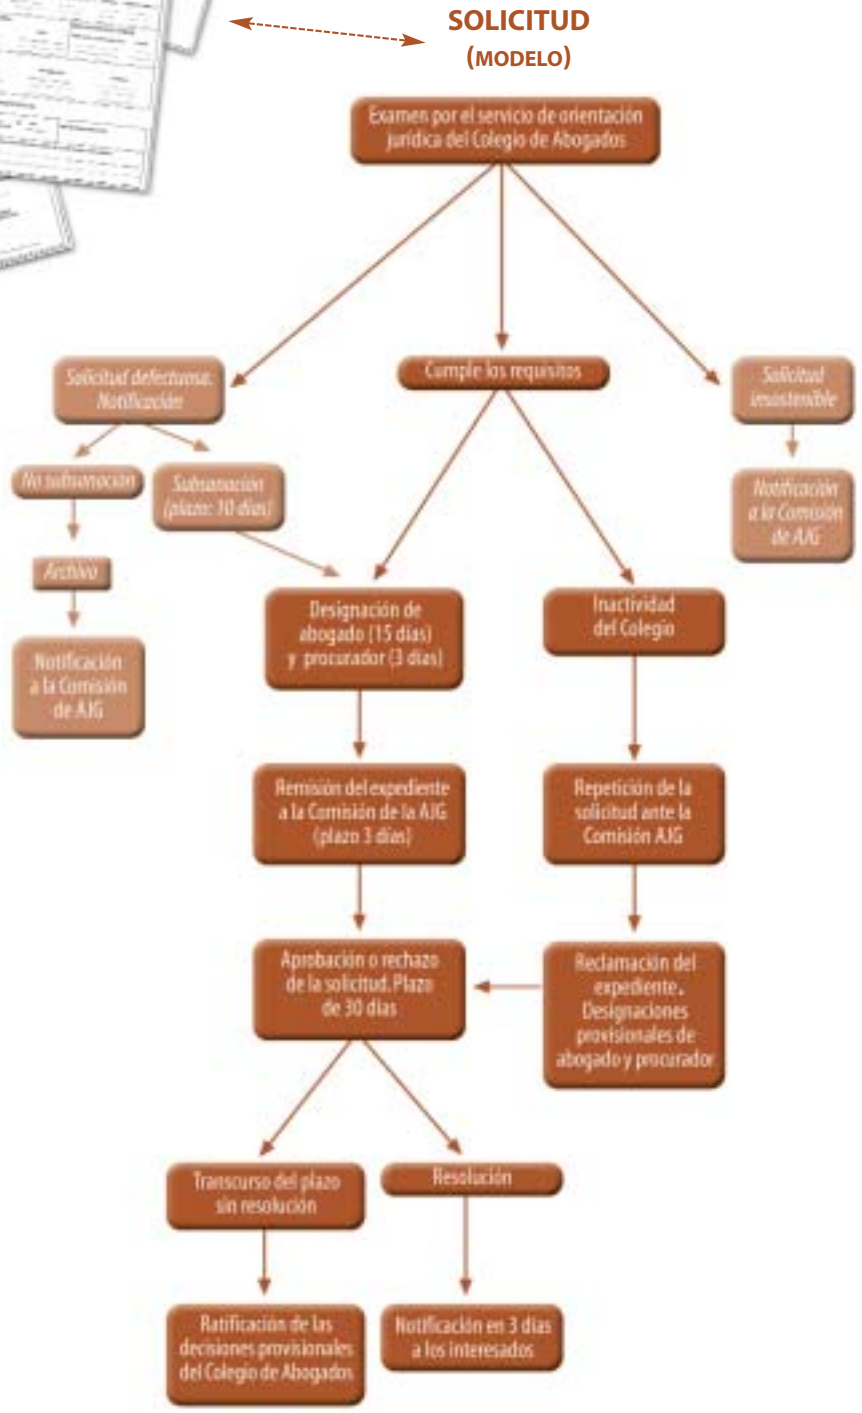 SOLICITUD
(MODELO)
Examen por el servicio de orientación
jurídica del Colegio de Abogados
Solicitud defectuosa.
Notificación
Cumple los requisitos
Solicitud
insostenible
No subsanación
Subsanación
(plazo: 10 días)
Notificación
a la Comisión
de AJG
Archivo
Designación de
abogado (15 días)
y procurador (3 días)
Inactividad
del Colegio
Notificación
a la Comisión
de AJG
Remisión del expediente
a la Comisión de la AJG
(plazo 3 días)
Repetición de la
solicitud ante la
Comisión AJG
Aprobación o rechazo
de la solicitud. Plazo
de 30 días
Reclamación del
expediente.
Designaciones
provisionales de
abogado y procurador
Transcurso del plazo
sin resolución
Resolución
Ratificación de las
decisiones provisionales
del Colegio de Abogados
Notificación en 3 días
a los interesados